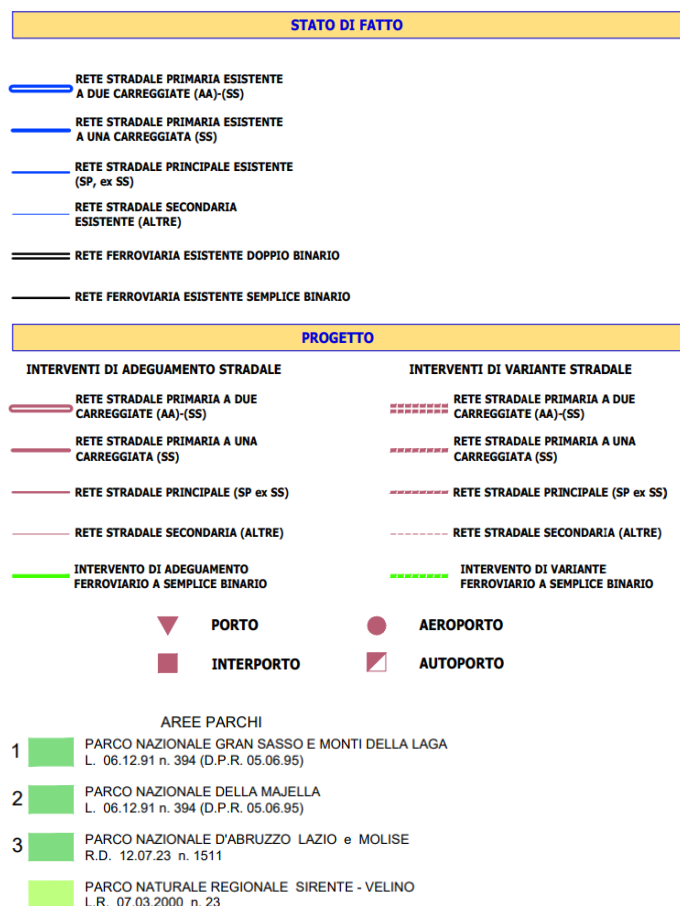 STATO DI FATTO
RETE STRADALE PRIMARIA ESISTENTE
A DUE CARREGGIATE (AA)-(SS)
RETE STRADALE PRIMARIA ESISTENTE
A UNA CARREGGIATA (SS)
RETE STRADALE PRINCIPALE ESISTENTE
(SP, ex SS)
RETE STRADALE SECONDARIA
ESISTENTE (ALTRE)
RETE FERROVIARIA ESISTENTE DOPPIO BINARIO
RETE FERROVIARIA ESISTENTE SEMPLICE BINARIO
PROGETTO
INTERVENTI DI ADEGUAMENTO STRADALE
RETE STRADALE PRIMARIA A DUE
CARREGGIATE (AA)-(SS)
RETE STRADALE PRIMARIA A UNA
CARREGGIATA (SS)
RETE STRADALE PRINCIPALE (SP ex SS)
RETE STRADALE SECONDARIA (ALTRE)
INTERVENTO DI ADEGUAMENTO
FERROVIARIO A SEMPLICE BINARIO
INTERVENTI DI VARIANTE STRADALE
RETE STRADALE PRIMARIA A DUE
CARREGGIATE (AA)-(SS)
RETE STRADALE PRIMARIA A UNA
CARREGGIATA (SS)
RETE STRADALE PRINCIPALE (SP ex SS)
RETE STRADALE SECONDARIA (ALTRE)
INTERVENTO DI VARIANTE
FERROVIARIO A SEMPLICE BINARIO
PORTO
AEROPORTO
INTERPORTO
AUTOPORTO
AREE PARCHI
1 PARCO NAZIONALE GRAN SASSO E MONTI DELLA LAGA
L. 06.12.91 n. 394 (D.P.R. 05.06.95)
2 PARCO NAZIONALE DELLA MAJELLA
L. 06.12.91 n. 394 (D.P.R. 05.06.95)
3 PARCO NAZIONALE D'ABRUZZO LAZIO e MOLISE
R.D. 12.07.23 n. 1511
PARCO NATURALE REGIONALE SIRENTE - VELINO
L.R. 07.03.2000 n. 23